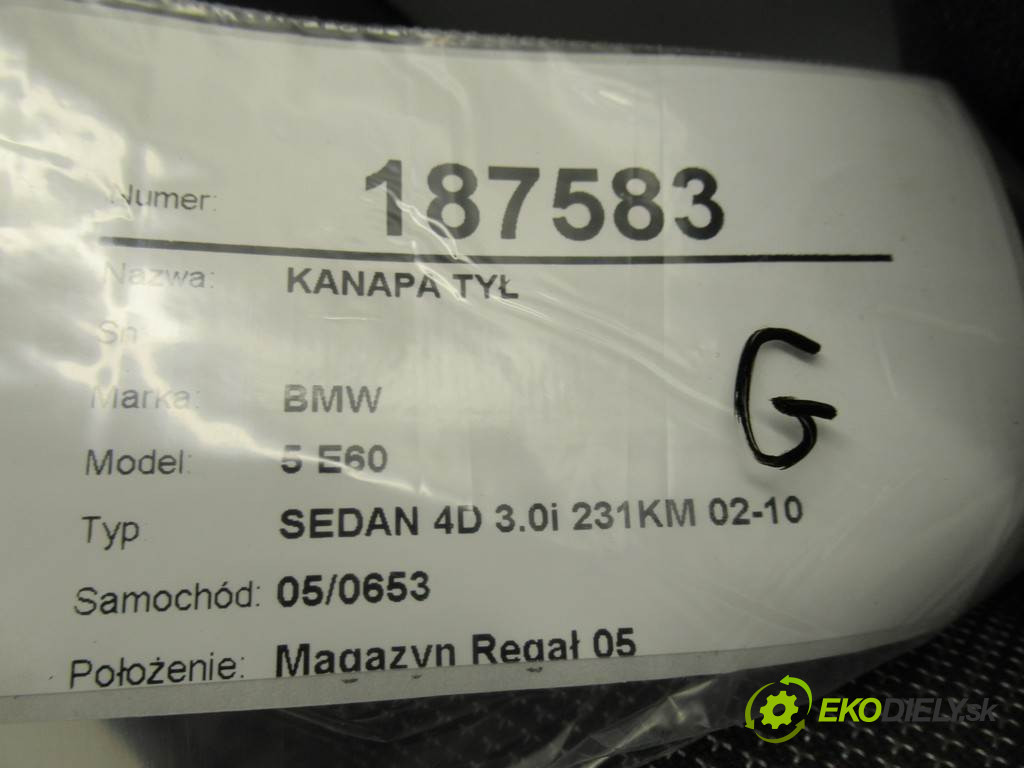 Numer: 187583
Nazwa: KANAPA TYŁ
Sn
Marka: BMW
Model: 5 E60
Typ SEDAN 4D 3.0i 231KM 02-10
Samochód: 05/0653
Położenie: Magazyn Regał 05
G
EKODIELY.sk